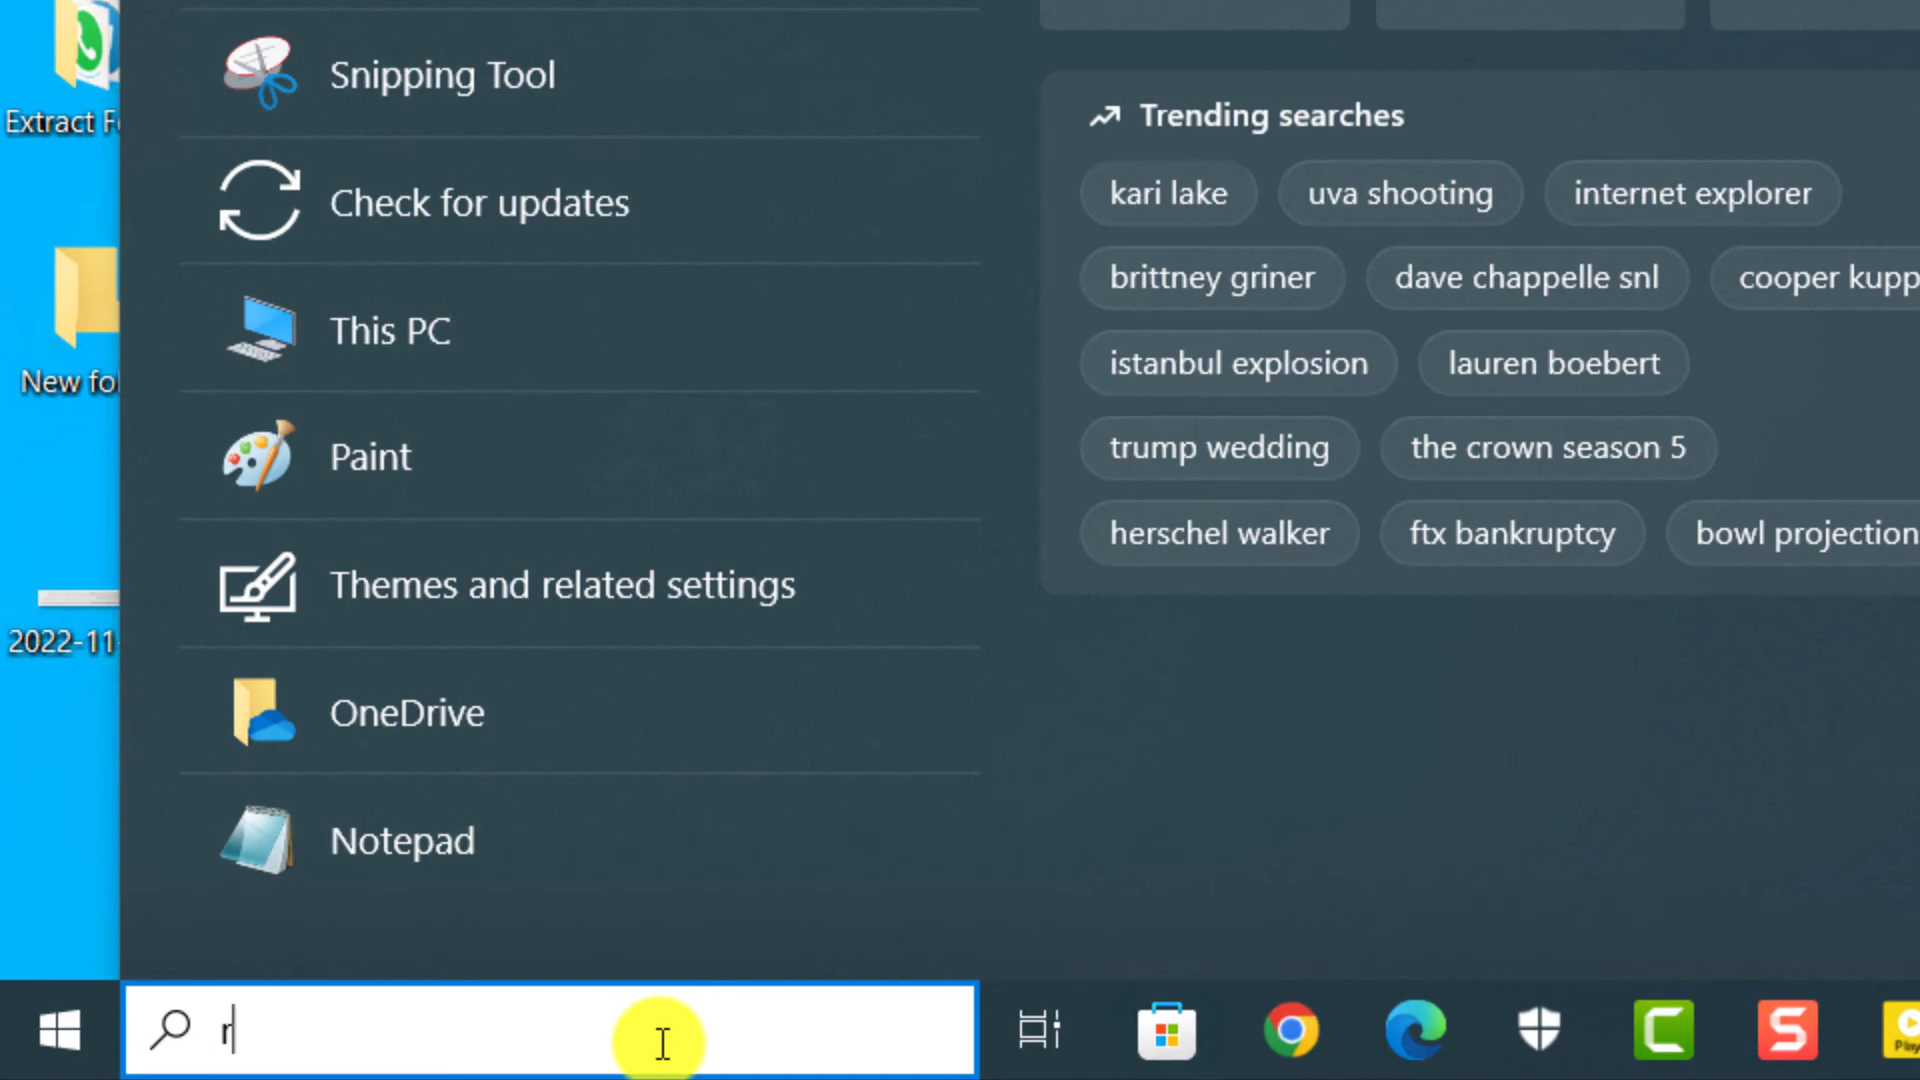 Extract F
New fo
2022-11-
Snipping Tool
Check for updates
This PC
Paint
Themes and related settings
OneDrive
Notepad
Trending searches
kari lake
uva shooting
internet explorer
brittney griner
dave chappelle snl
cooper kupp
istanbul explosion
lauren boebert
trump wedding
the crown season 5
herschel walker
ftx bankruptcy
bowl projection
r
Play